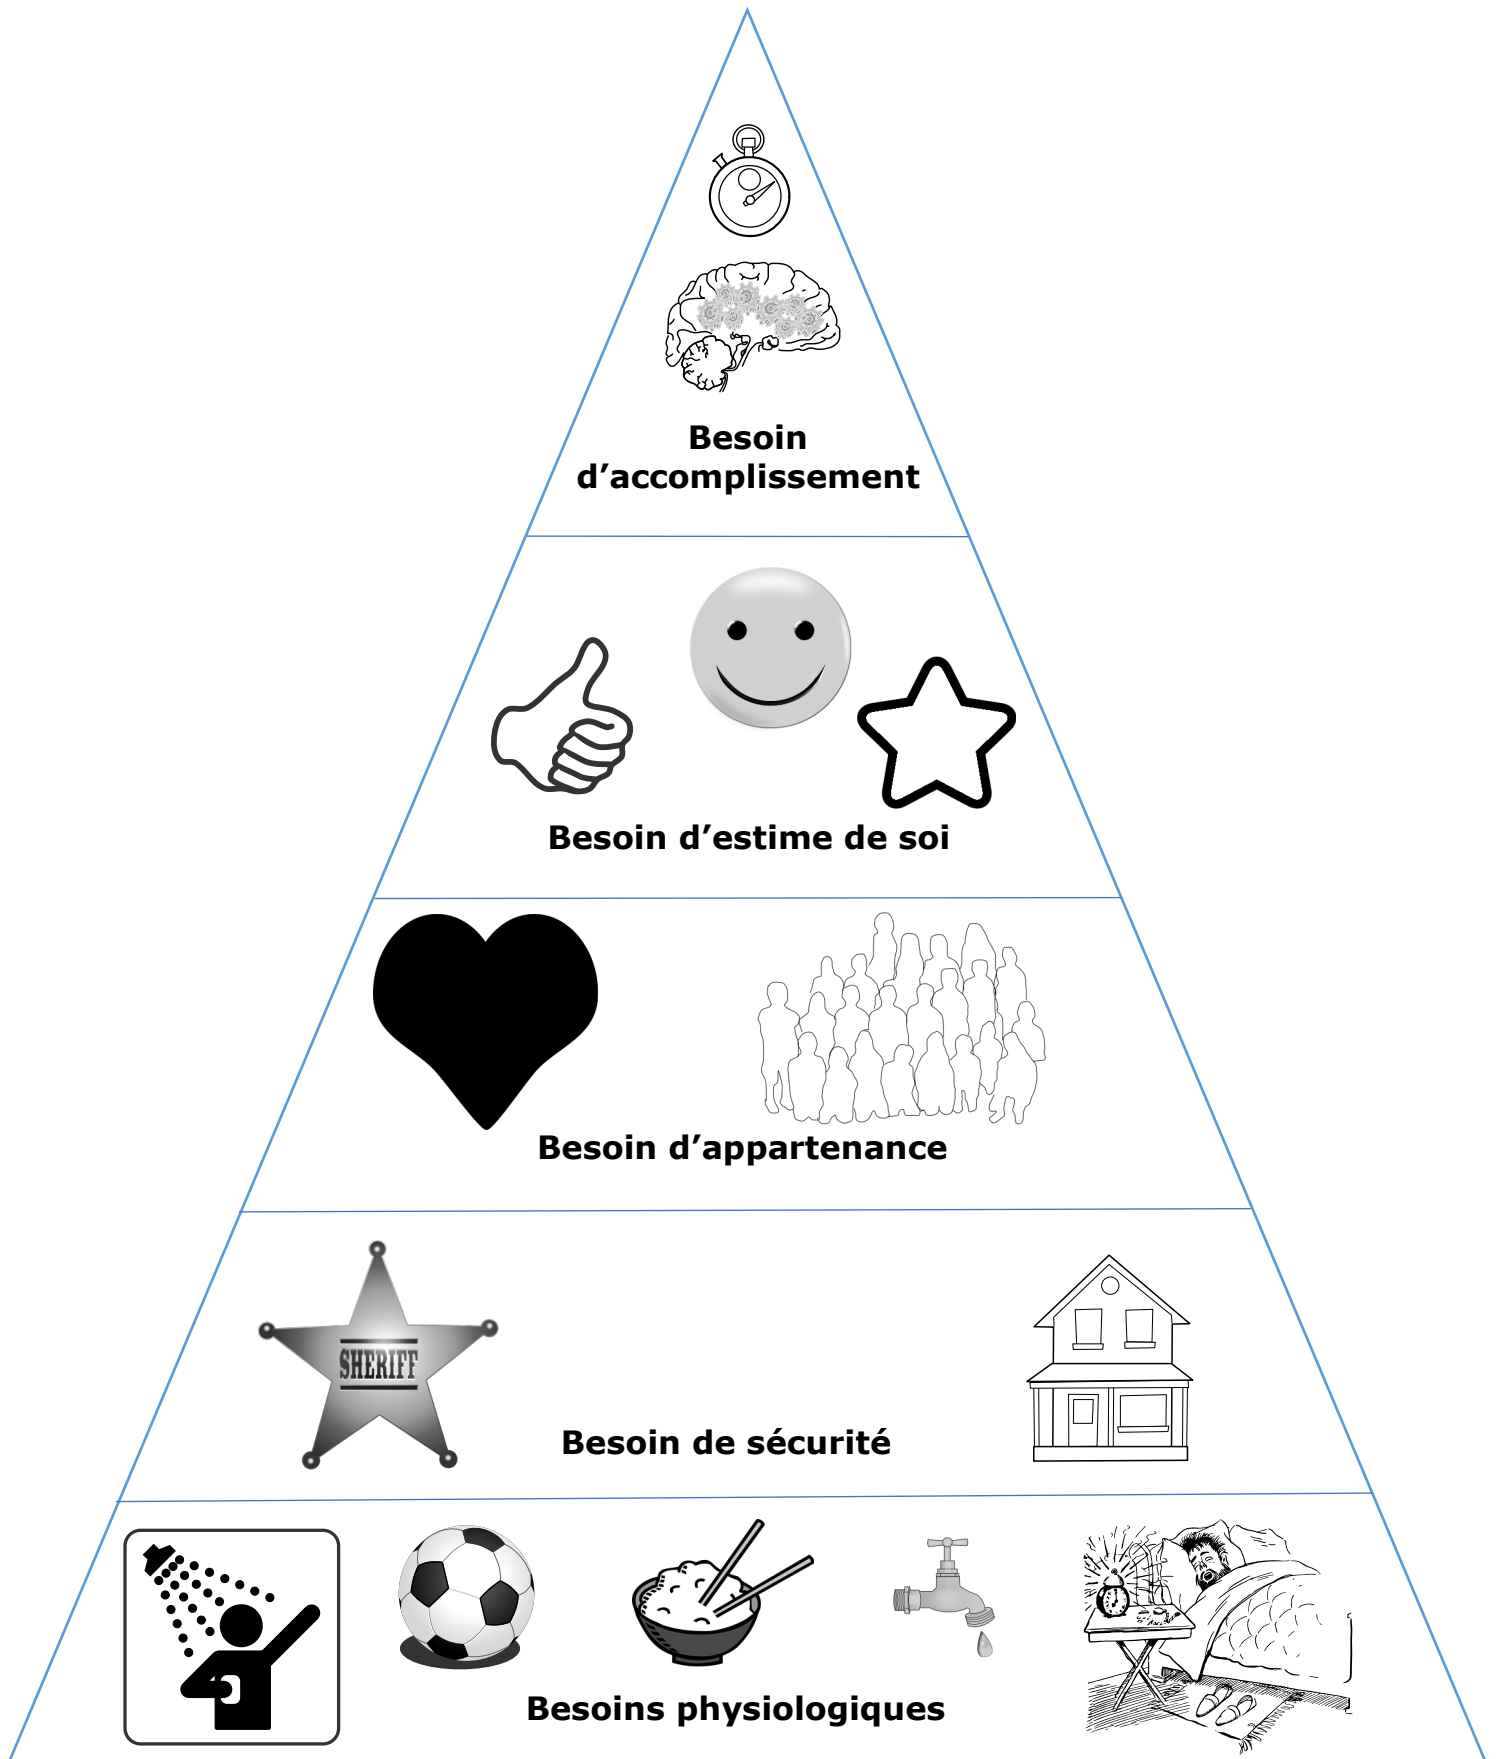 Besoin
d’accomplissement
Besoin d’estime de soi
Besoin d’appartenance
SHERIFF
Besoin de sécurité
Besoins physiologiques